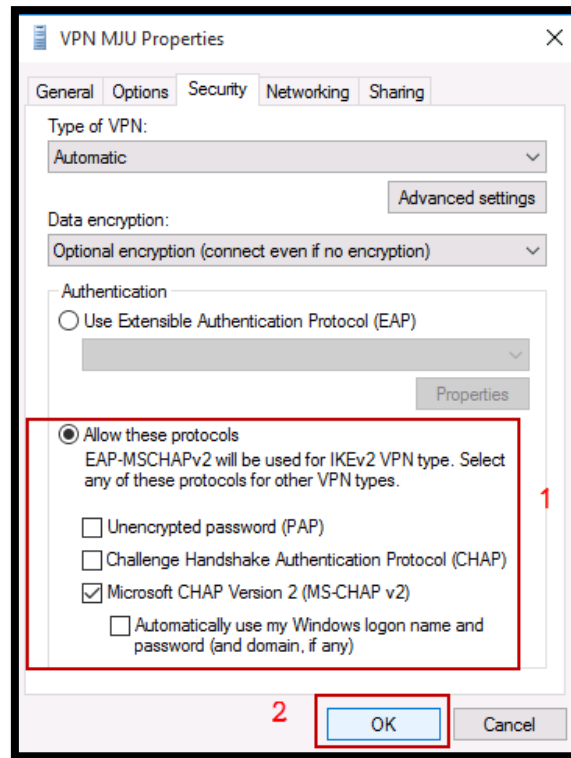 VPN MJU Properties
General Options Security Networking Sharing
Type of VPN:
Automatic
Advanced settings
Data encryption:
Optional encryption (connect even if no encryption)
Authentication
Use Extensible Authentication Protocol (EAP)
Properties
Allow these protocols
EAP-MSCHAPv2 will be used for IKEv2 VPN type. Select
any of these protocols for other VPN types.
1
Unencrypted password (PAP)
Challenge Handshake Authentication Protocol (CHAP)
Microsoft CHAP Version 2 (MS-CHAP v2)
Automatically use my Windows logon name and
password (and domain, if any)
2
OK Cancel